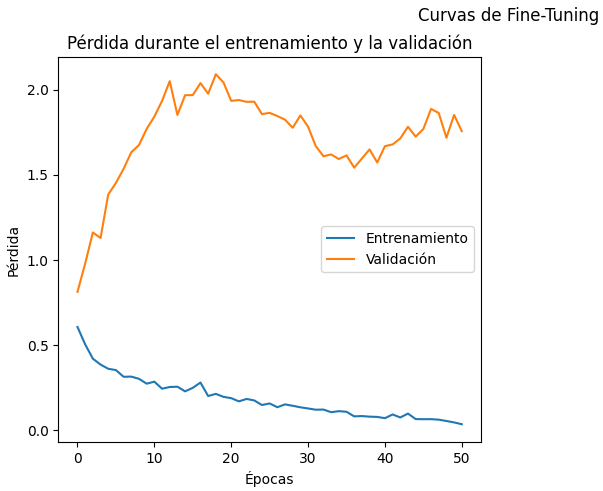 Curvas de Fine-Tuning
Pérdida durante el entrenamiento y la validación
Pérdida
2.0
1.5
1.0
0.5
0.0
Entrenamiento
Validación
0 10 20 30 40 50
Épocas